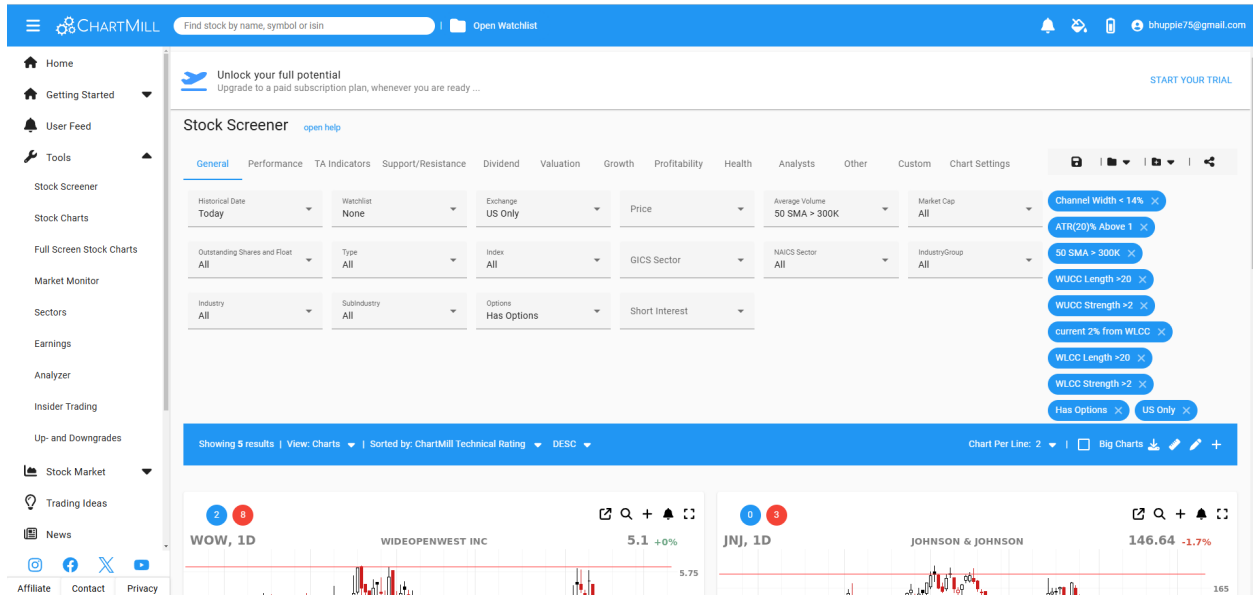 CHARTMILL
Find stock by name, symbol or isin
Open Watchlist
bhuppie75@gmail.com
Home
Getting Started
User Feed
Tools
Stock Screener
Stock Charts
Full Screen Stock Charts
Market Monitor
Sectors
Earnings
Analyzer
Insider Trading
Up- and Downgrades
Stock Market
Trading Ideas
News
Affiliate Contact Privacy
Unlock your full potential
Upgrade to a paid subscription plan, whenever you are ready ...
START YOUR TRIAL
Stock Screener open help
General Performance TA Indicators Support/Resistance Dividend Valuation Growth Profitability Health Analysts Other Custom Chart Settings
Historical Date Watchlist Exchange Average Volume Market Cap
Today None US Only Price 50 SMA > 300K All
Outstanding Shares and Float Type Index NAICS Sector IndustryGroup
All All All GICS Sector All All
Industry SubIndustry Options
All All Has Options Short Interest
Channel Width < 14%
ATR(20)% Above 1
50 SMA > 300K
WUCC Length >20
WUCC Strength >2
current 2% from WLCC
WLCC Length >20
WLCC Strength >2
Has Options US Only
Showing 5 results | View: Charts | Sorted by: ChartMill Technical Rating DESC Chart Per Line: 2 | Big Charts
2 8
WOW, 1D WIDEOPENWEST INC 5.1 +0%
5.75
0 3
JNJ, 1D JOHNSON & JOHNSON 146.64 -1.7%
165